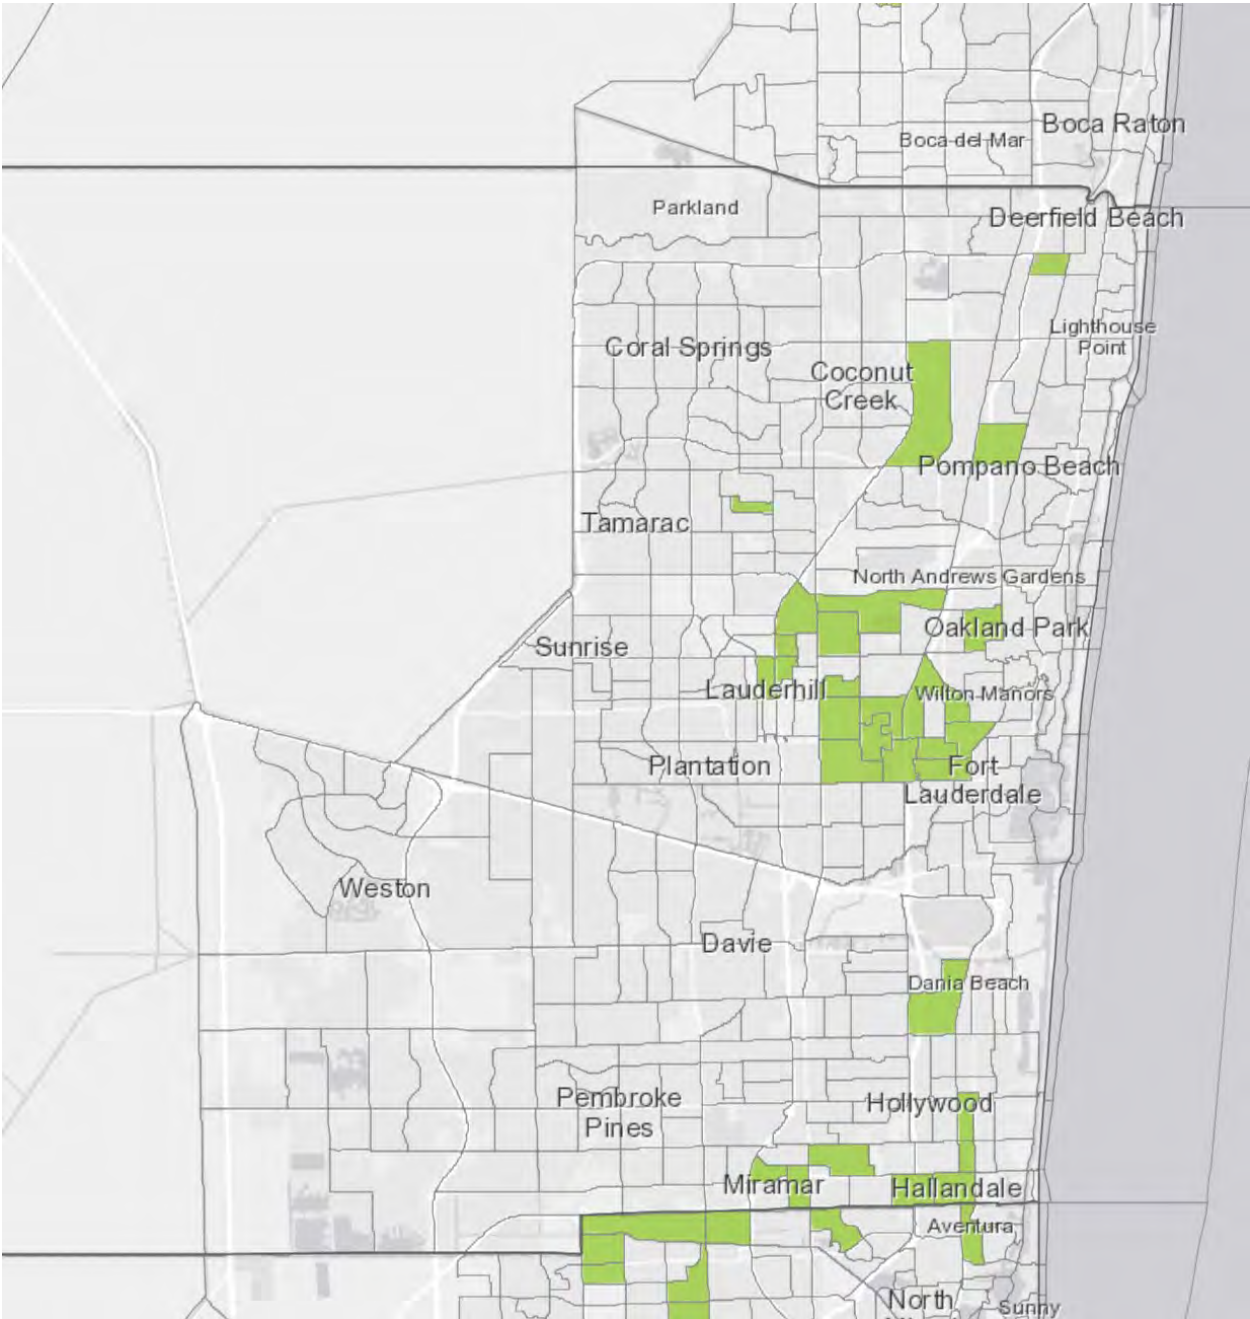 Boca Raton
Boca del Mar
Parkland
Deerfield Beach
Lighthouse
Point
Coral Springs
Coconut
Creek
Pompano Beach
Tamarac
North Andrews Gardens
Oakland Park
Sunrise
Lauderhill
Wilton Manors
Plantation
Fort
Lauderdale
Weston
Davie
Dania Beach
Pembroke
Pines
Hollywood
Miramar
Hallandale
Aventura
North
Sunny